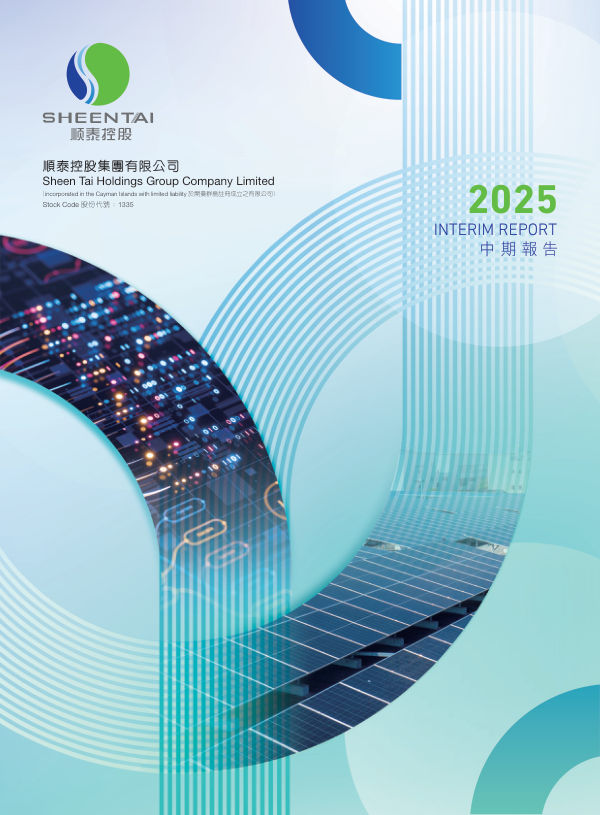 SHEENTAI
順泰控股
順泰控股集團有限公司
Sheen Tai Holdings Group Company Limited
(incorporated in the Cayman Islands with limited liability 於開曼群島註冊成立之有限公司)
Stock Code 股份代號：1335
2025
INTERIM REPORT
中期報告